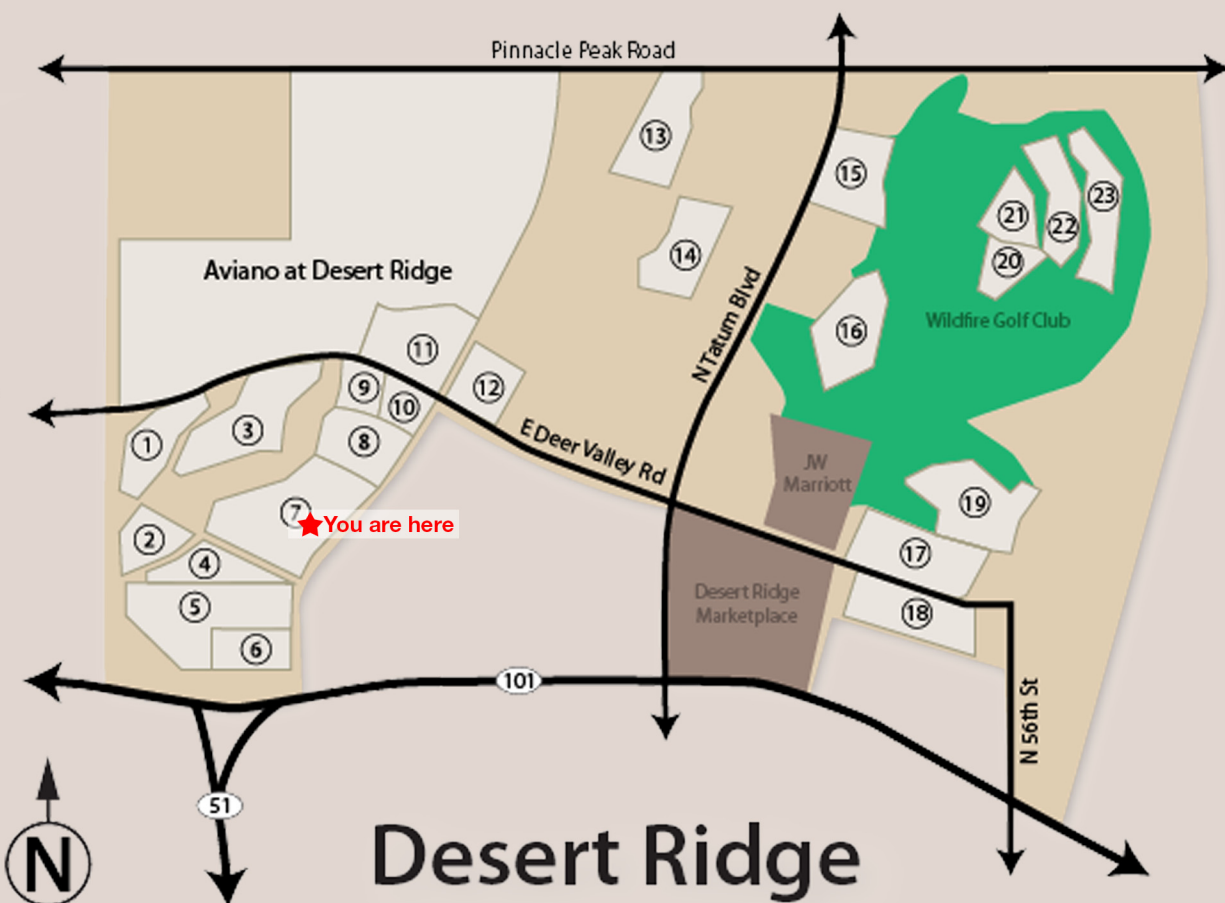 Pinnacle Peak Road
13
15
23
21
22
14
20
Aviano at Desert Ridge
N Tatum Blvd
Wildfire Golf Club
16
11
9
12
10
1
3
8
E Deer Valley Rd
JW
Marriott
19
7
You are here
2
17
4
Desert Ridge
Marketplace
5
18
6
101
N 56th St
51
N
Desert Ridge